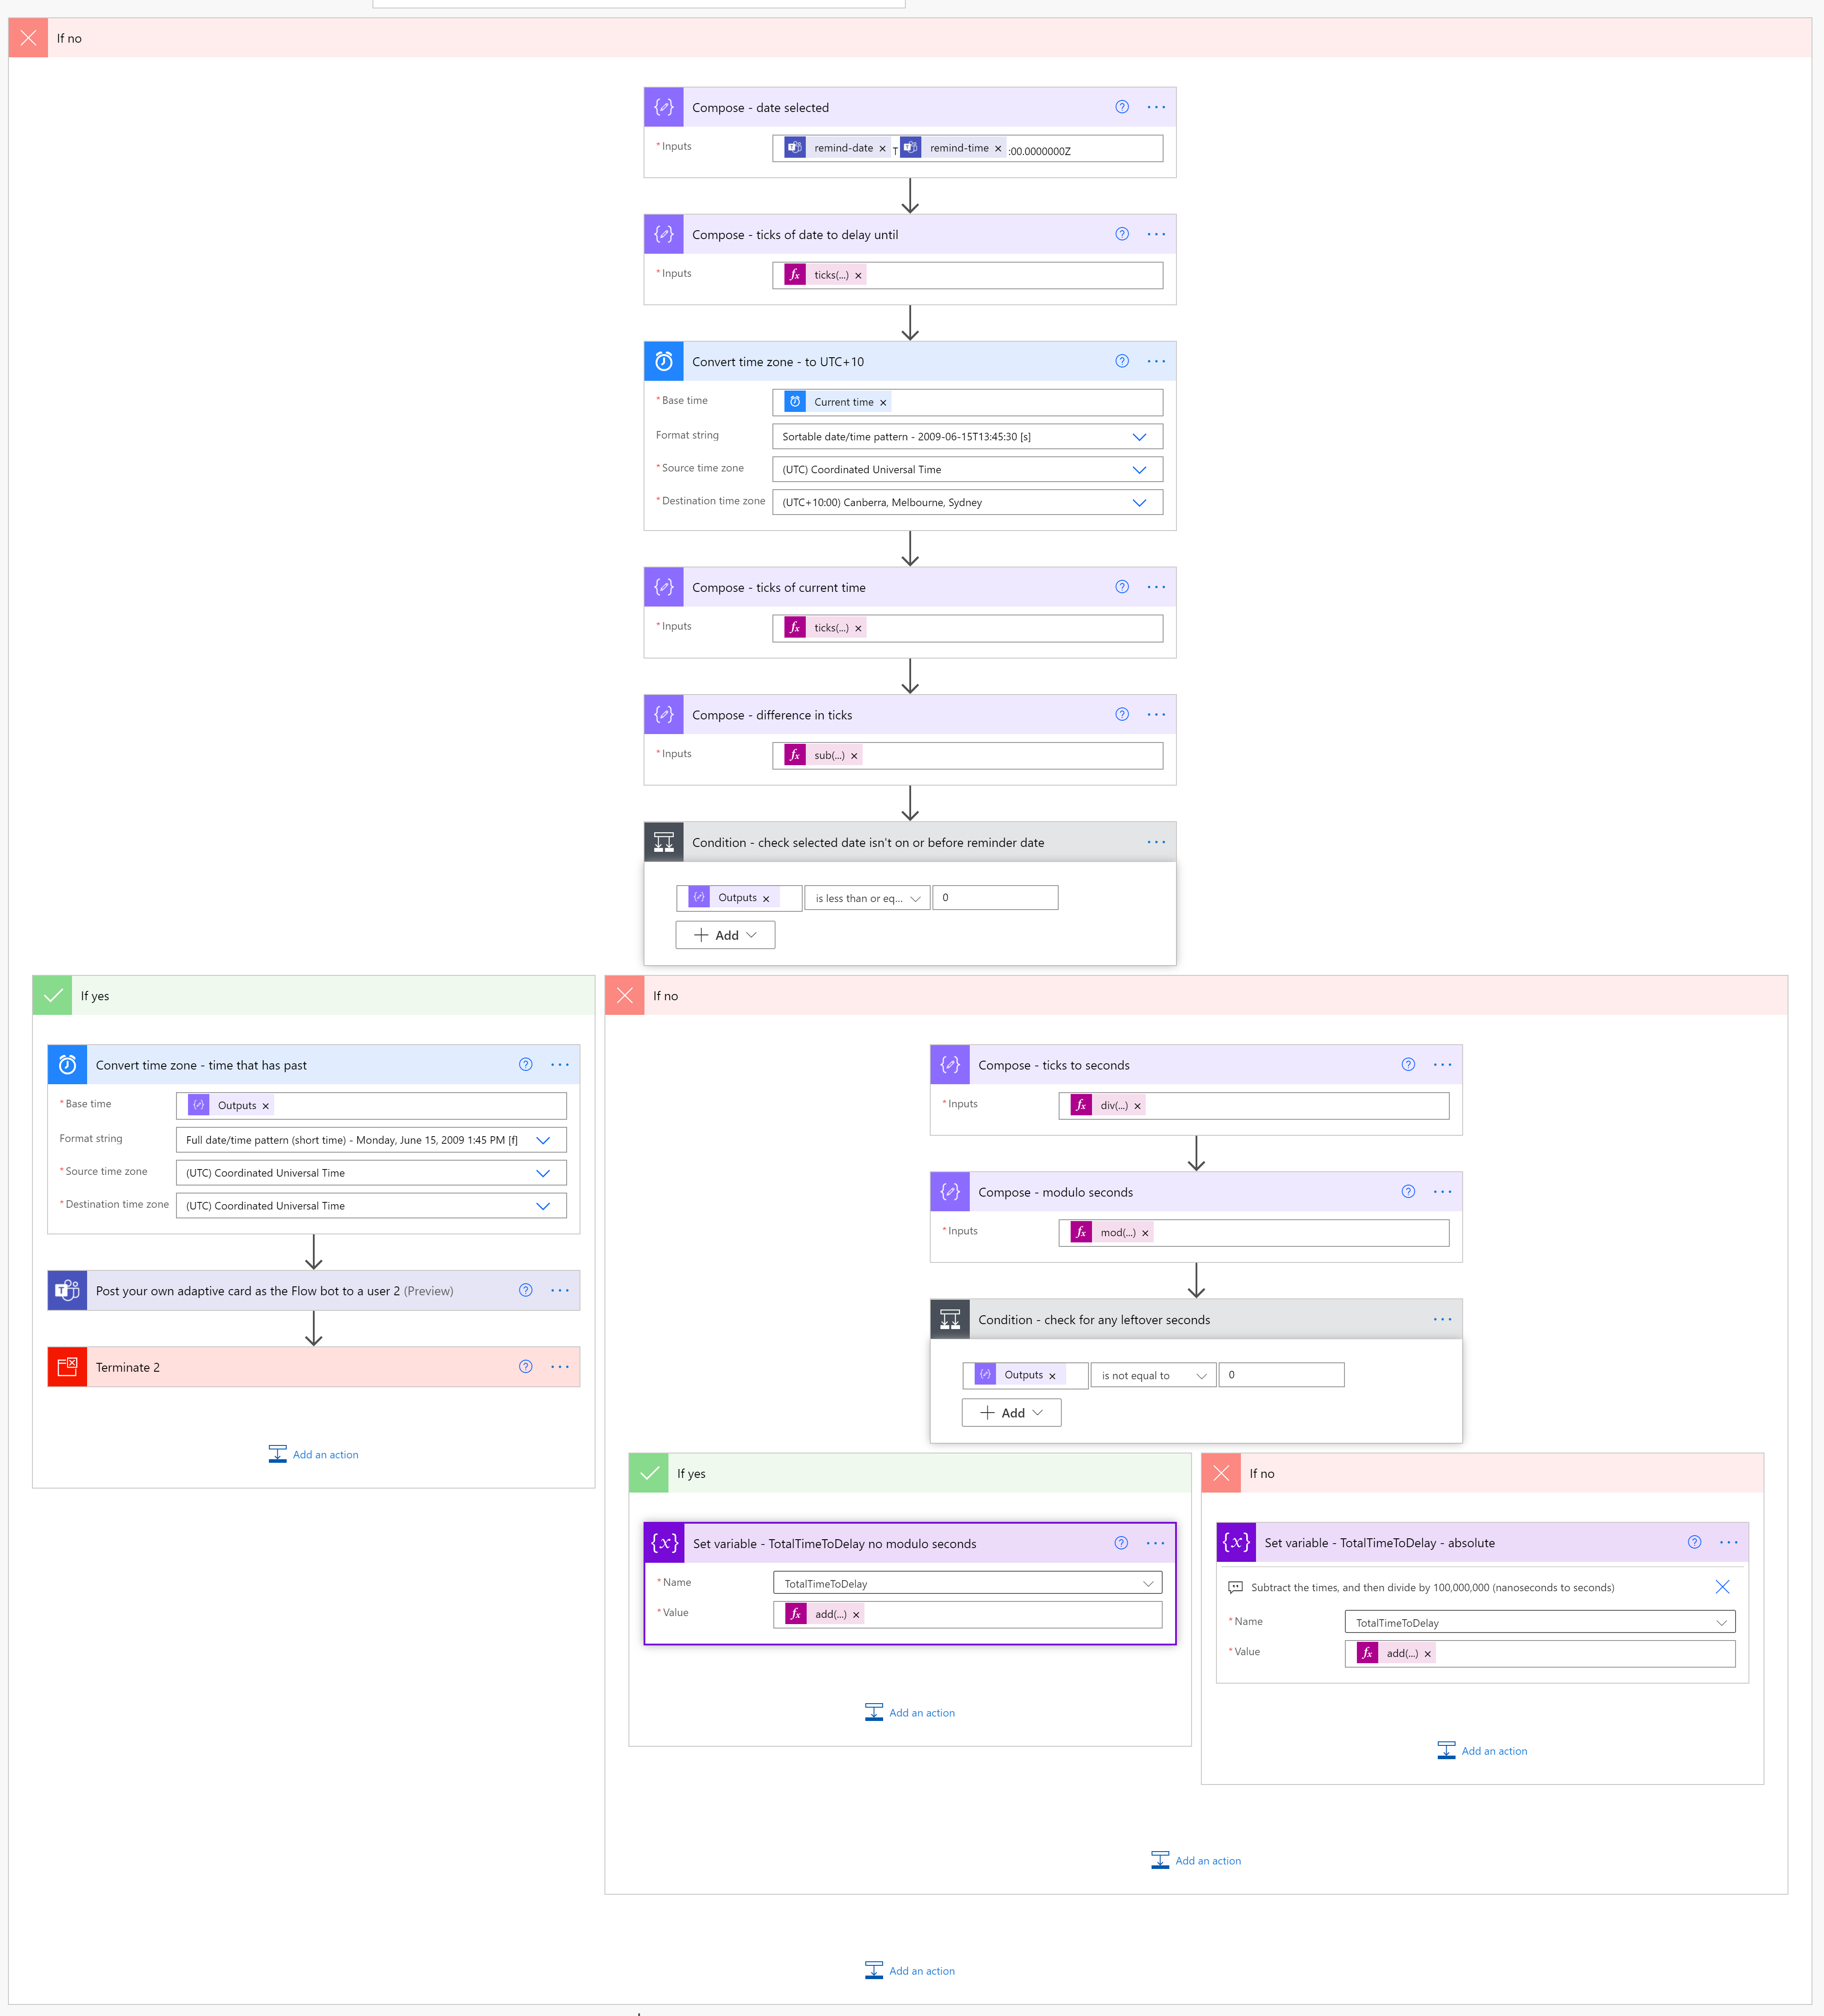 If no
Compose - date selected
* Inputs
remind-date × T remind-time × :00.0000000Z
Compose - ticks of date to delay until
* Inputs
fx ticks(...) ×
Convert time zone - to UTC+10
* Base time
Current time ×
Format string
Sortable date/time pattern - 2009-06-15T13:45:30 [s]
* Source time zone
(UTC) Coordinated Universal Time
* Destination time zone
(UTC+10:00) Canberra, Melbourne, Sydney
Compose - ticks of current time
* Inputs
fx ticks(...) ×
Compose - difference in ticks
* Inputs
fx sub(...) ×
Condition - check selected date isn't on or before reminder date
Outputs × is less than or eq... 0
+ Add
If yes
Convert time zone - time that has past
* Base time
Outputs ×
Format string
Full date/time pattern (short time) - Monday, June 15, 2009 1:45 PM [f]
* Source time zone
(UTC) Coordinated Universal Time
* Destination time zone
(UTC) Coordinated Universal Time
Post your own adaptive card as the Flow bot to a user 2 (Preview)
Terminate 2
Add an action
If no
Compose - ticks to seconds
* Inputs
fx div(...) ×
Compose - modulo seconds
* Inputs
fx mod(...) ×
Condition - check for any leftover seconds
Outputs × is not equal to 0
+ Add
If yes
{x} Set variable - TotalTimeToDelay no modulo seconds
* Name
TotalTimeToDelay
* Value
fx add(...) ×
Add an action
If no
{x} Set variable - TotalTimeToDelay - absolute
Subtract the times, and then divide by 100,000,000 (nanoseconds to seconds)
* Name
TotalTimeToDelay
* Value
fx add(...) ×
Add an action
Add an action
Add an action